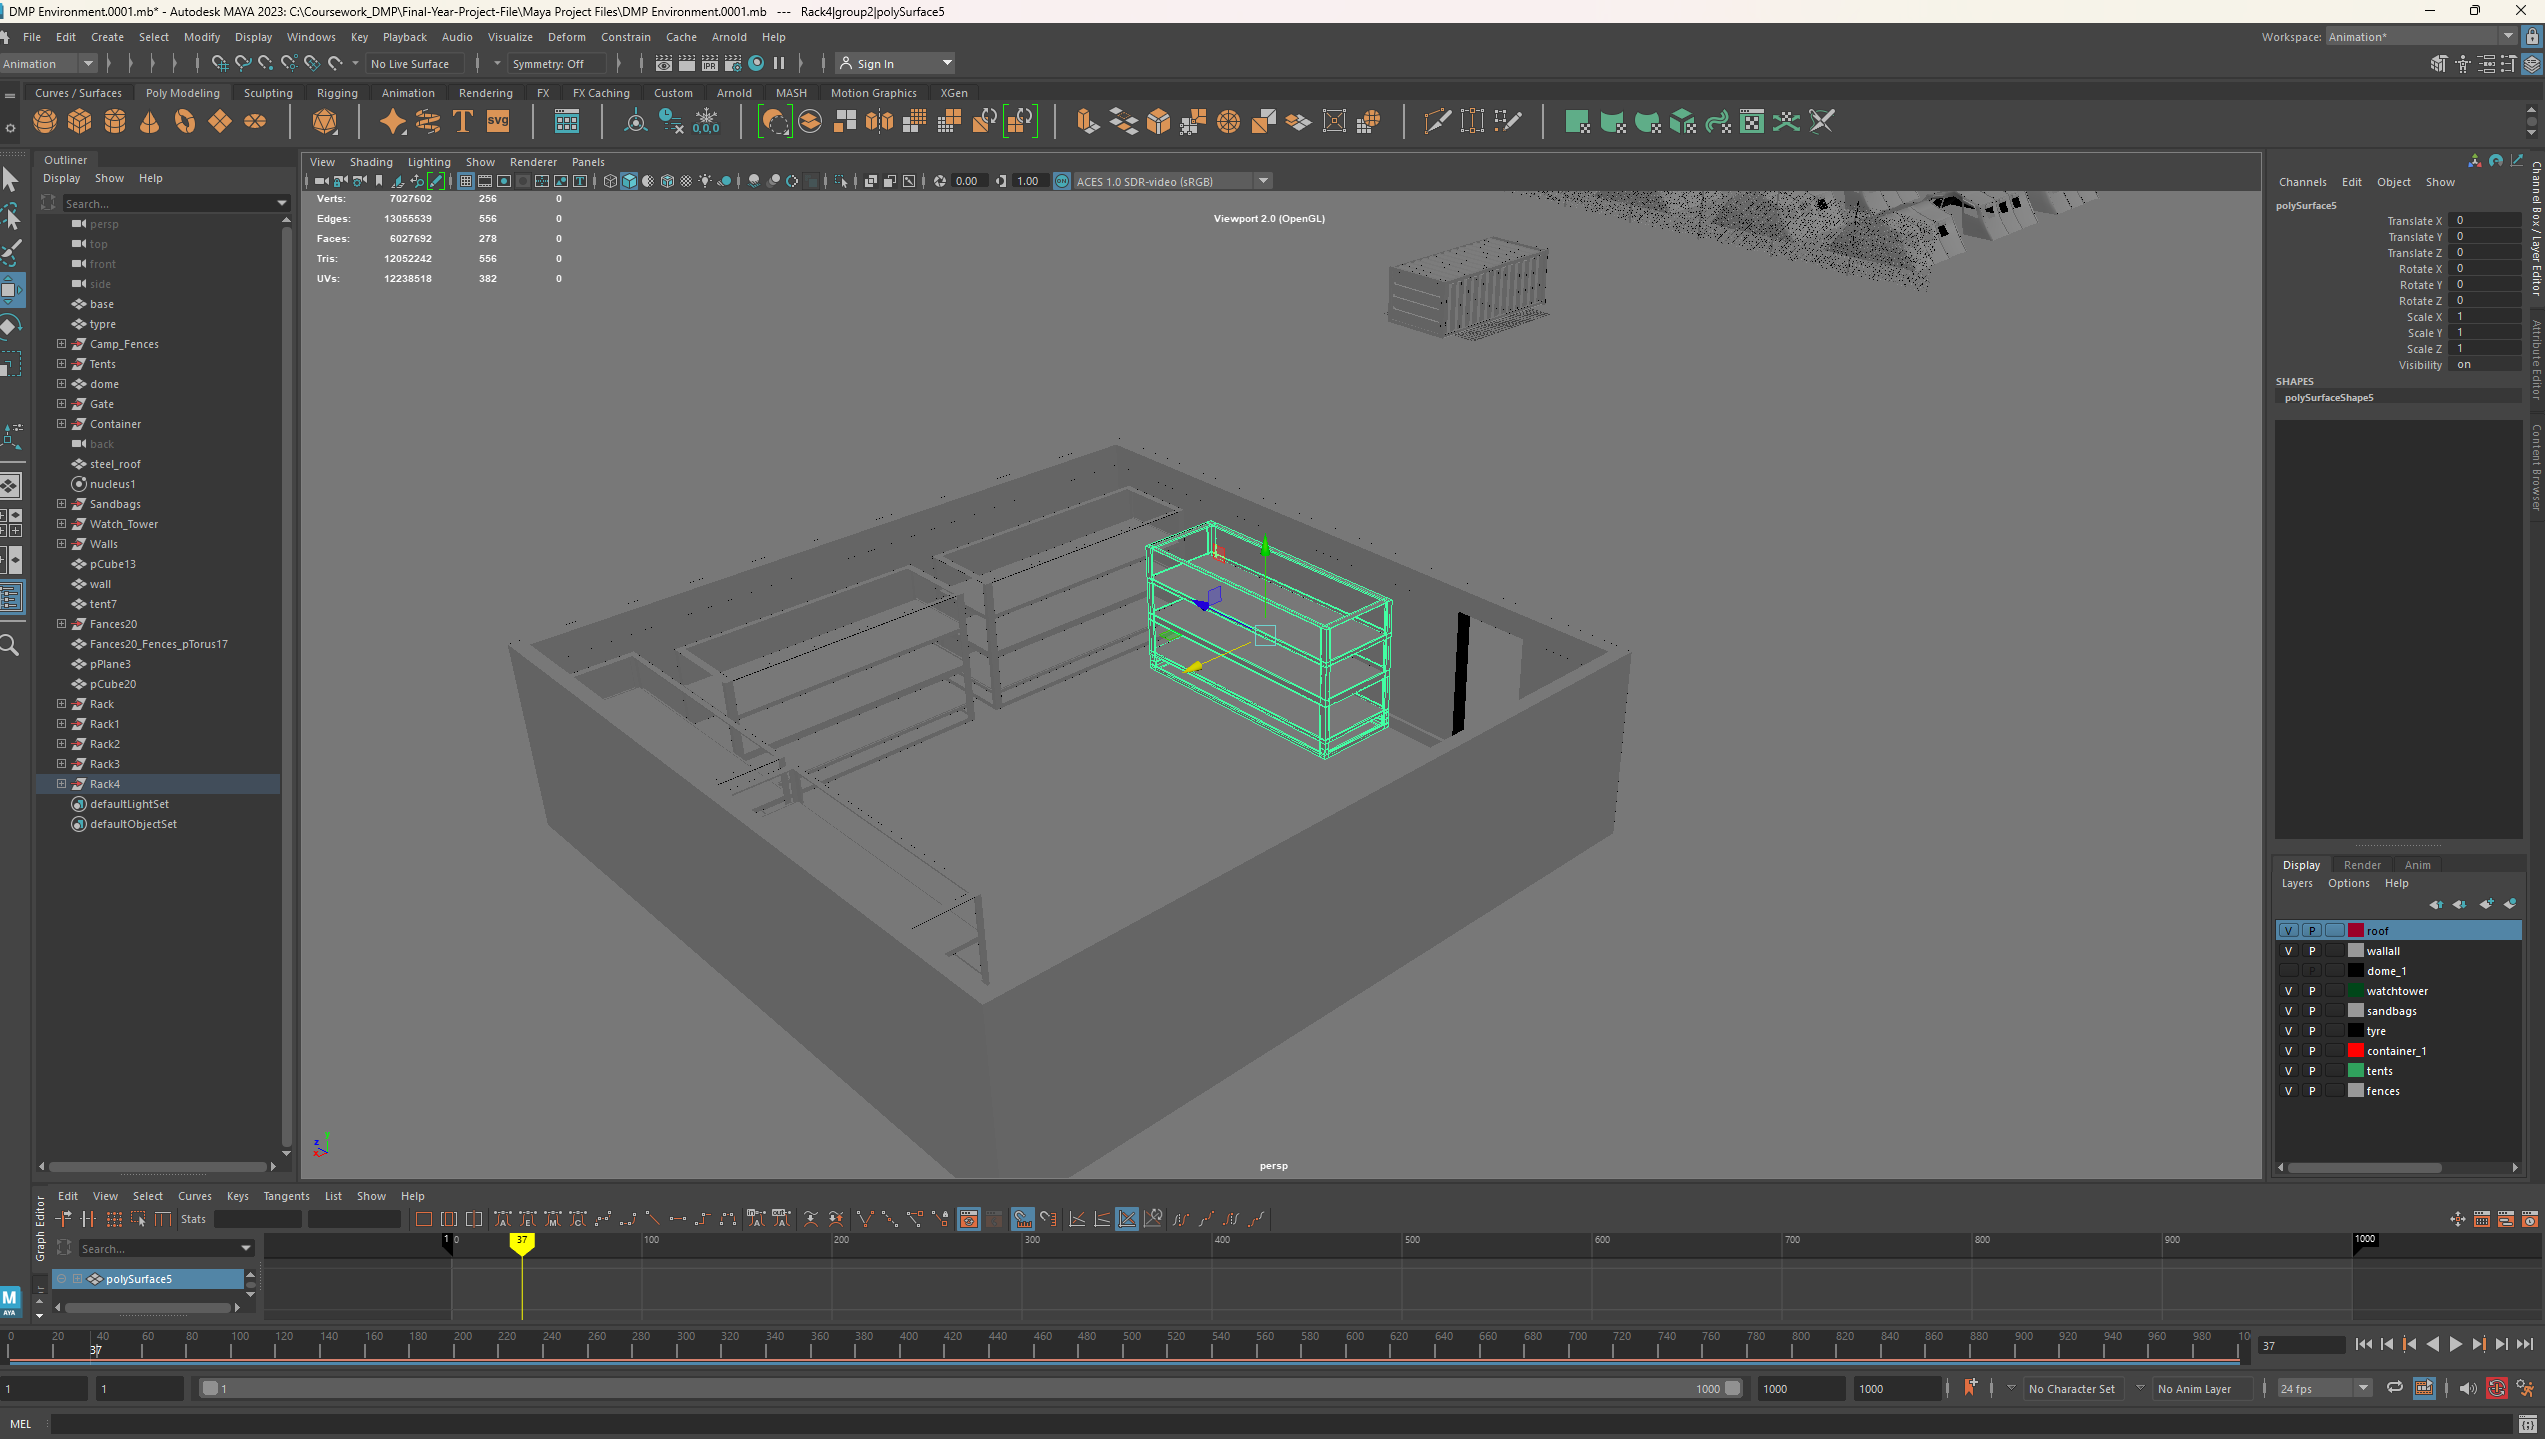 DMP Environment.0001.mb* - Autodesk MAYA 2023: C:\Coursework_DMP\Final-Year-Project-File\Maya Project Files\DMP Environment.0001.mb --- Rack4|group2|polySurface5
File Edit Create Select Modify Display Windows Key Playback Audio Visualize Deform Constrain Cache Arnold Help
Workspace: Animation*
Animation No Live Surface Symmetry: Off Sign In
Curves / Surfaces Poly Modeling Sculpting Rigging Animation Rendering FX FX Caching Custom Arnold MASH Motion Graphics XGen
Outliner
Display Show Help
Search...
persp
top
front
side
base
typre
Camp_Fences
Tents
dome
Gate
Container
back
steel_roof
nucleus1
Sandbags
Watch_Tower
Walls
pCube13
wall
tent7
Fances20
Fances20_Fences_pTorus17
pPlane3
pCube20
Rack
Rack1
Rack2
Rack3
Rack4
defaultLightSet
defaultObjectSet
View Shading Lighting Show Renderer Panels
0.00 1.00 ACES 1.0 SDR-video (sRGB)
Verts: 7027602 256 0
Edges: 13055539 556 0
Faces: 6027692 278 0
Tris: 12052242 556 0
UVs: 12238518 382 0
Viewport 2.0 (OpenGL)
persp
Channels Edit Object Show
polySurface5
Translate X 0
Translate Y 0
Translate Z 0
Rotate X 0
Rotate Y 0
Rotate Z 0
Scale X 1
Scale Y 1
Scale Z 1
Visibility on
SHAPES
polySurfaceShape5
Channel Box / Layer Editor
Attribute Editor
Content Browser
Display Render Anim
Layers Options Help
V P roof
V P wallall
P dome_1
V P watchtower
V P sandbags
V P tyre
V P container_1
V P tents
V P fences
Graph Editor
Edit View Select Curves Keys Tangents List Show Help
Stats
Search...
polySurface5
1 0 37 100 200 300 400 500 600 700 800 900 1000
0 20 40 60 80 100 120 140 160 180 200 220 240 260 280 300 320 340 360 380 400 420 440 460 480 500 520 540 560 580 600 620 640 660 680 700 720 740 760 780 800 820 840 860 880 900 920 940 960 980 10
37
37
1 1 1 1000 1000 1000 No Character Set No Anim Layer 24 fps
MEL